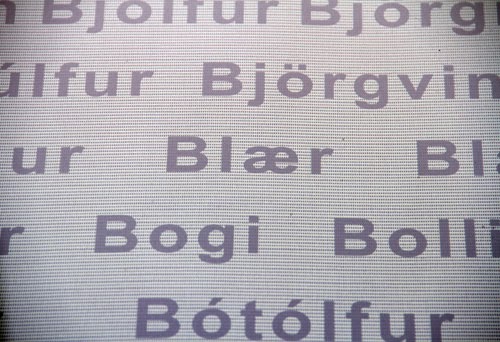 Bjólfur Björg
úlfur Björgvin
ur Blær Bl
r Bogi Bolli
Bótólfur